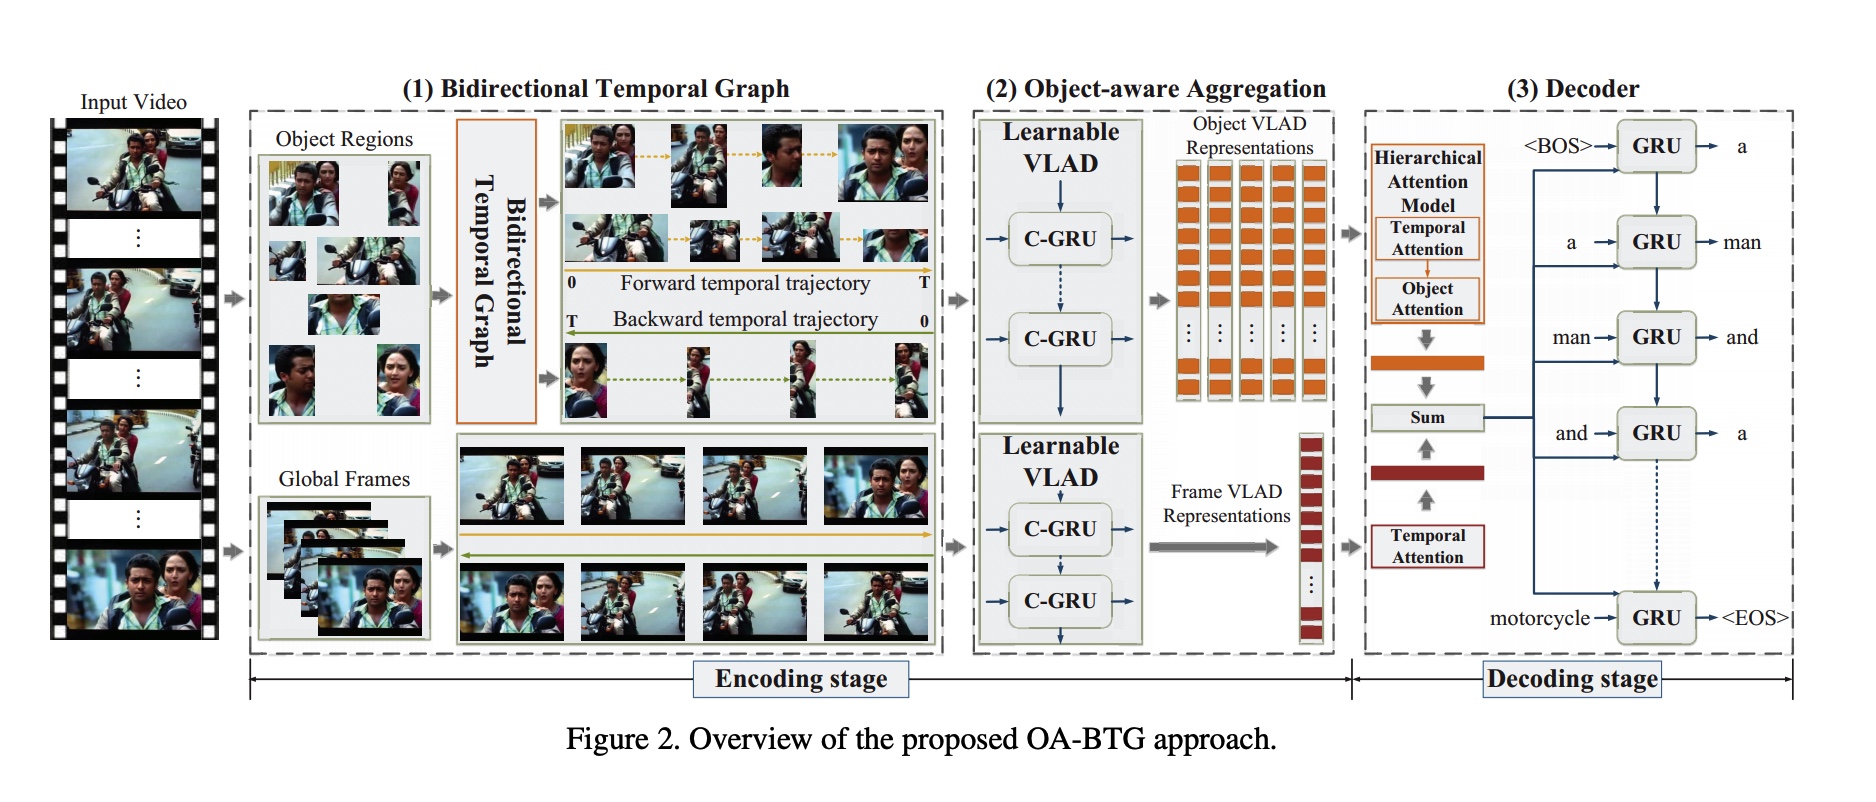 (1) Bidirectional Temporal Graph
(2) Object-aware Aggregation
(3) Decoder
Input Video
⋮
⋮
⋮
Object Regions
Bidirectional
Temporal Graph
0
Forward temporal trajectory
T
T
Backward temporal trajectory
0
Global Frames
Learnable
VLAD
C-GRU
C-GRU
Object VLAD
Representations
⋮ ⋮ ⋮ ⋮ ⋮
Learnable
VLAD
C-GRU
C-GRU
Frame VLAD
Representations
⋮
Hierarchical
Attention
Model
Temporal
Attention
Object
Attention
Sum
Temporal
Attention
<BOS> GRU a
a GRU man
man GRU and
and GRU a
motorcycle GRU <EOS>
Encoding stage
Decoding stage
Figure 2. Overview of the proposed OA-BTG approach.